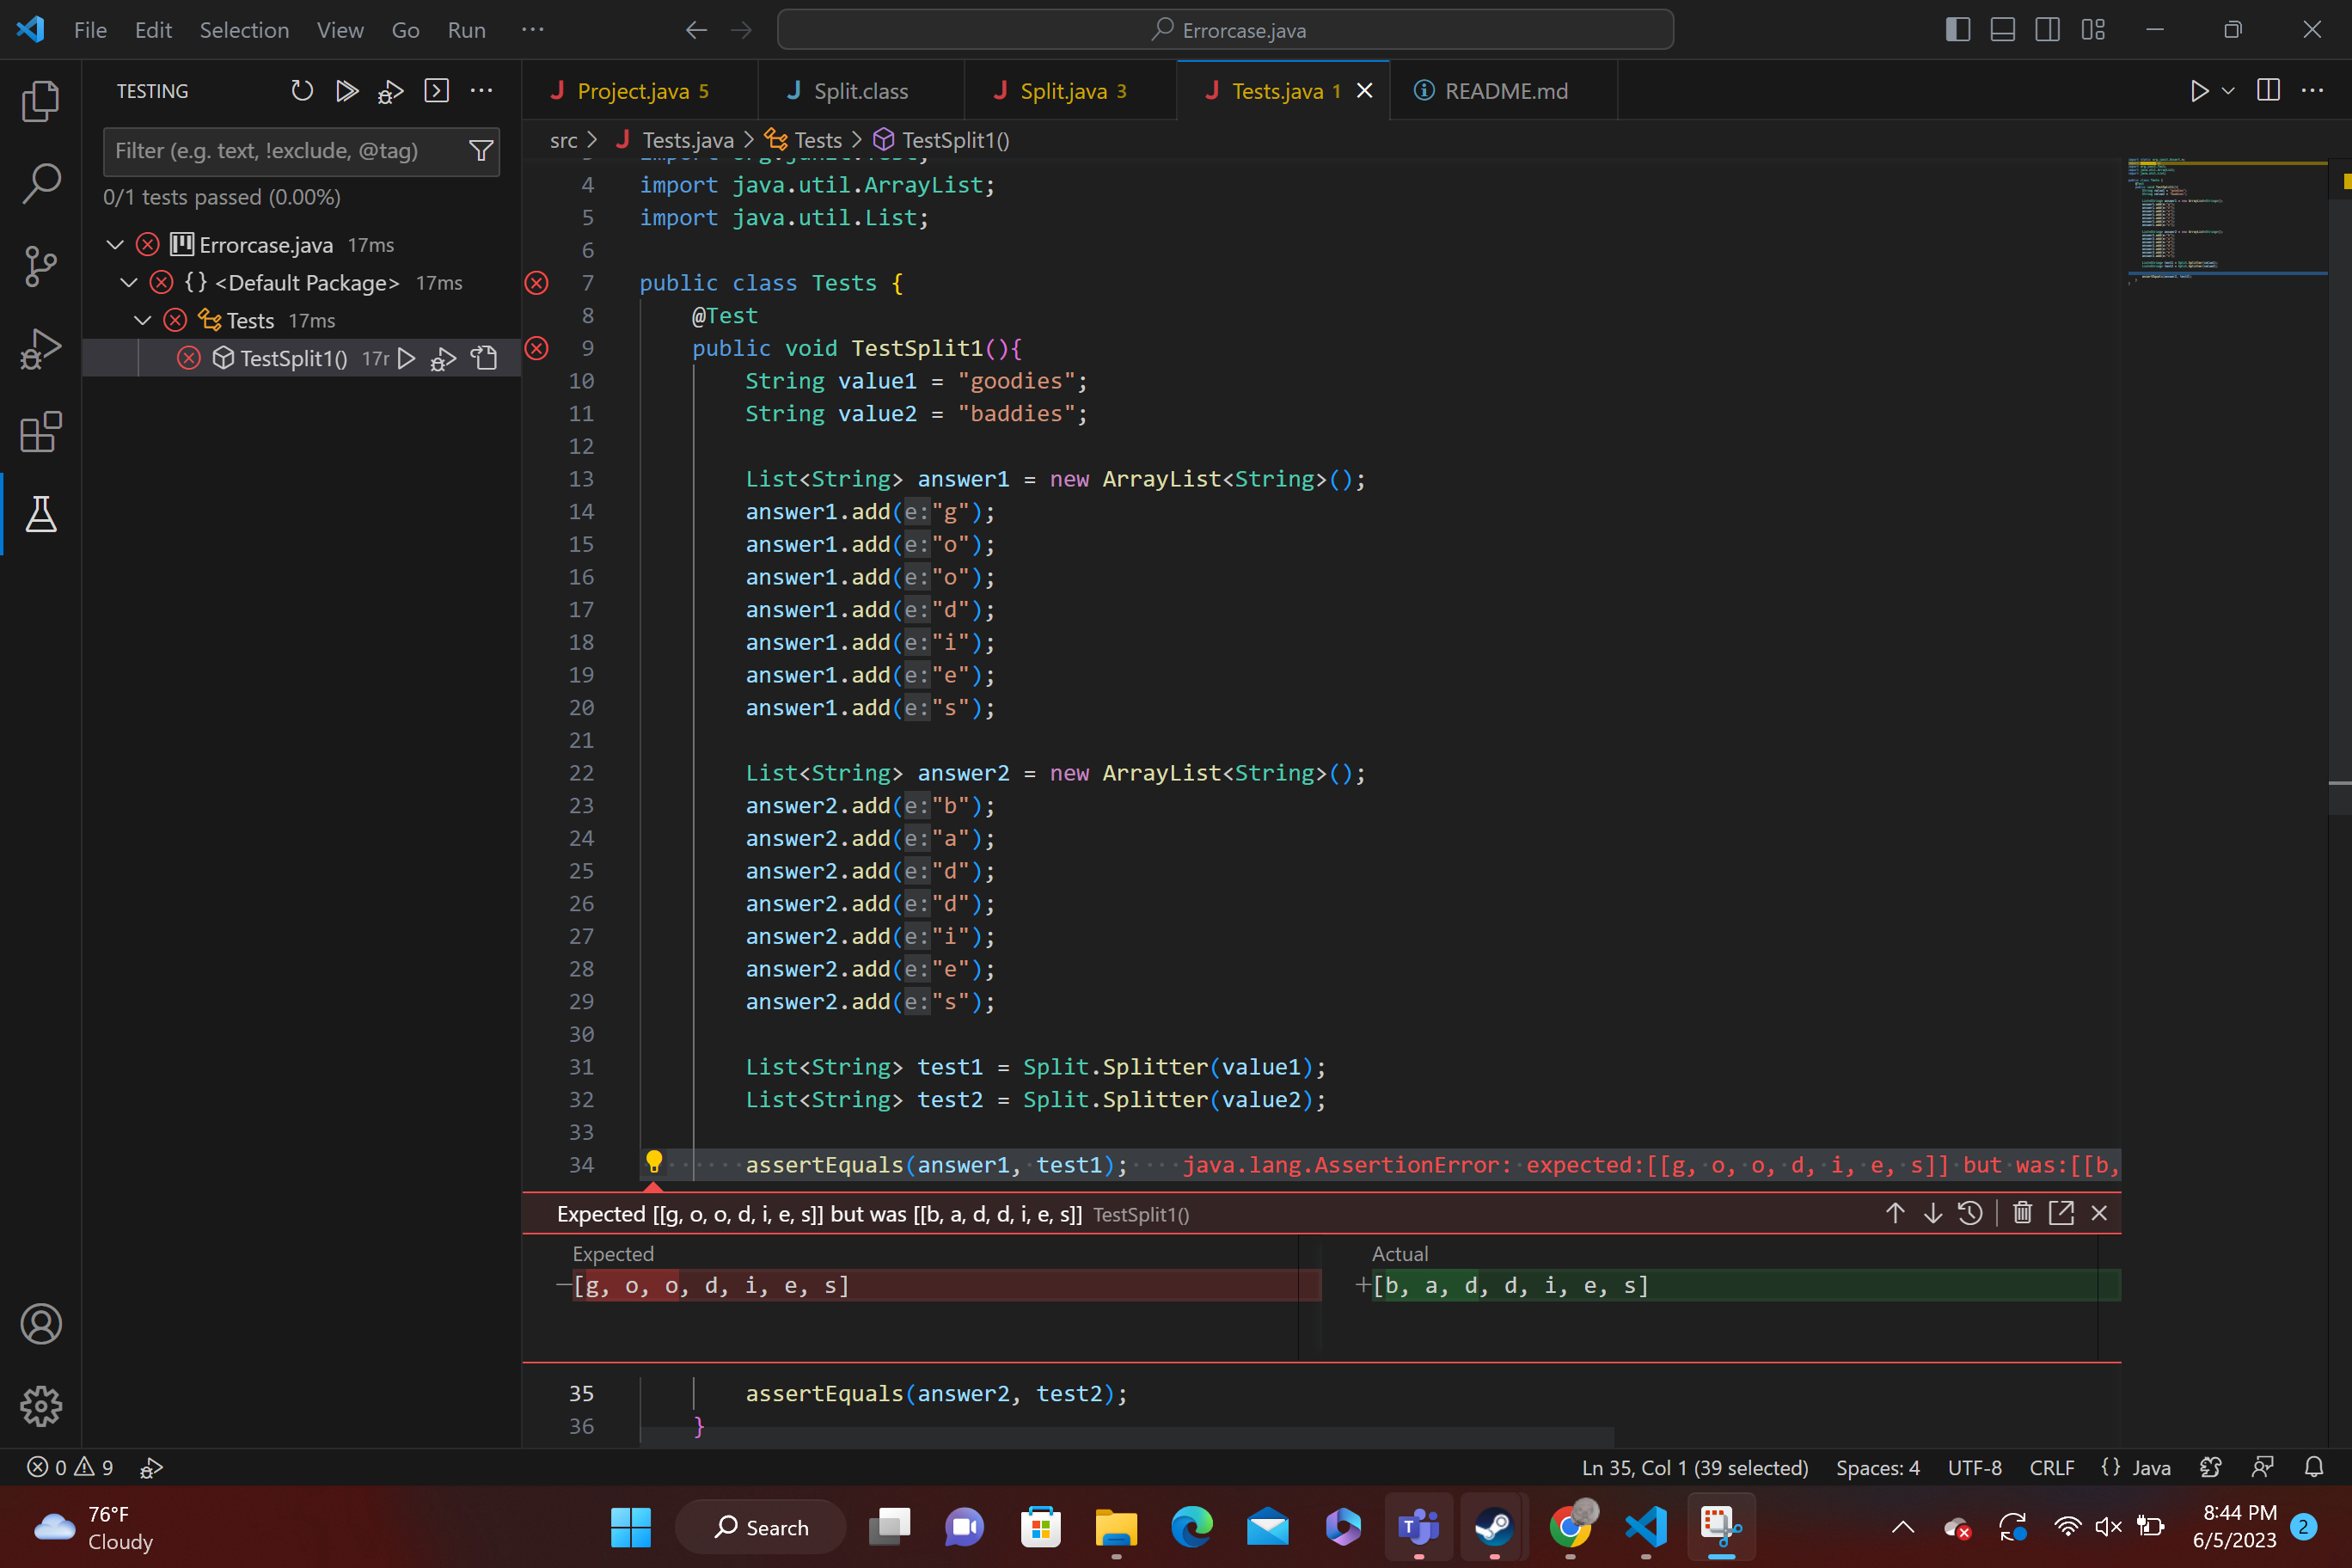 File Edit Selection View Go Run ··· Errorcase.java
TESTING
Project.java 5 Split.class Split.java 3 Tests.java 1 README.md
Filter (e.g. text, !exclude, @tag)
src > Tests.java > Tests > TestSplit1()
0/1 tests passed (0.00%)
Errorcase.java 17ms
{} <Default Package> 17ms
Tests 17ms
TestSplit1() 17
4 import java.util.ArrayList;
5 import java.util.List;
6
7 public class Tests {
8 @Test
9 public void TestSplit1(){
10 String value1 = "goodies";
11 String value2 = "baddies";
12
13 List<String> answer1 = new ArrayList<String>();
14 answer1.add(e:"g");
15 answer1.add(e:"o");
16 answer1.add(e:"o");
17 answer1.add(e:"d");
18 answer1.add(e:"i");
19 answer1.add(e:"e");
20 answer1.add(e:"s");
21
22 List<String> answer2 = new ArrayList<String>();
23 answer2.add(e:"b");
24 answer2.add(e:"a");
25 answer2.add(e:"d");
26 answer2.add(e:"d");
27 answer2.add(e:"i");
28 answer2.add(e:"e");
29 answer2.add(e:"s");
30
31 List<String> test1 = Split.Splitter(value1);
32 List<String> test2 = Split.Splitter(value2);
33
34 assertEquals(answer1, test1); java.lang.AssertionError: expected:[[g, o, o, d, i, e, s]] but was:[[b,
Expected [[g, o, o, d, i, e, s]] but was [[b, a, d, d, i, e, s]] TestSplit1()
Expected Actual
—[g, o, o, d, i, e, s] +[b, a, d, d, i, e, s]
35 assertEquals(answer2, test2);
36 }
0 9 Ln 35, Col 1 (39 selected) Spaces: 4 UTF-8 CRLF {} Java
76°F
Cloudy
Search
8:44 PM
6/5/2023
2